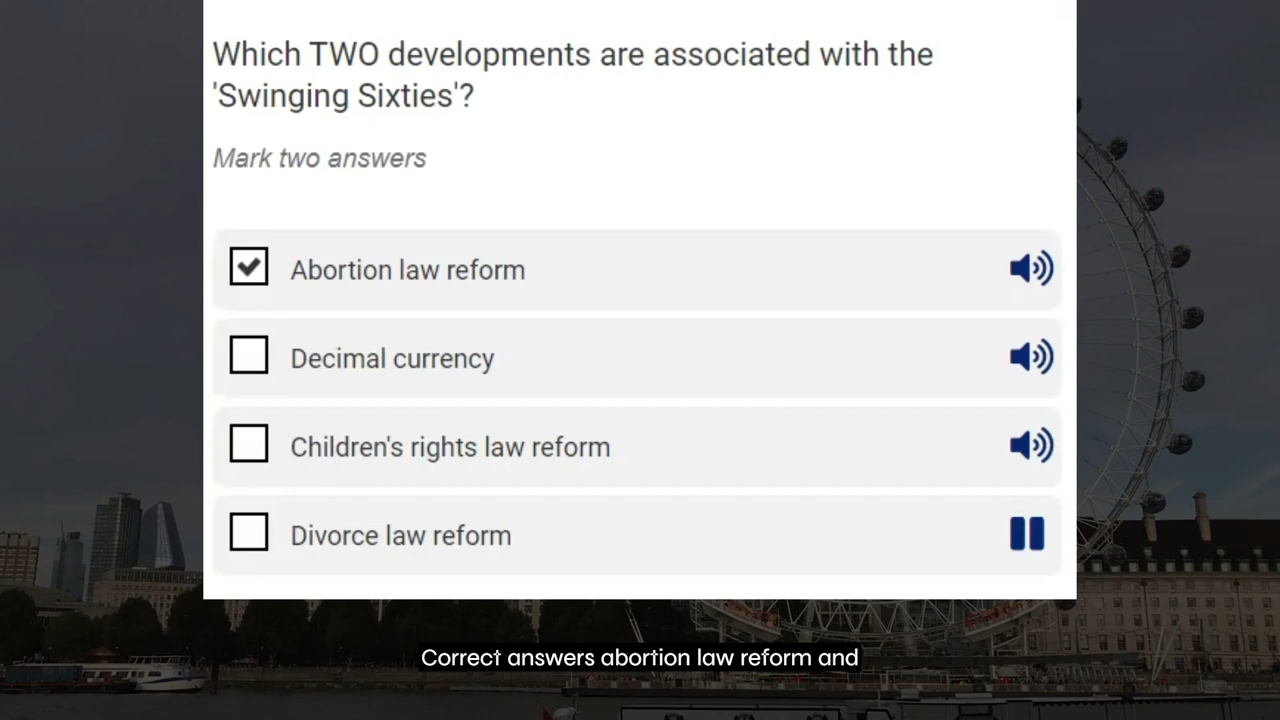 Which TWO developments are associated with the
'Swinging Sixties'?
Mark two answers
Abortion law reform
Decimal currency
Children's rights law reform
Divorce law reform
Correct answers abortion law reform and